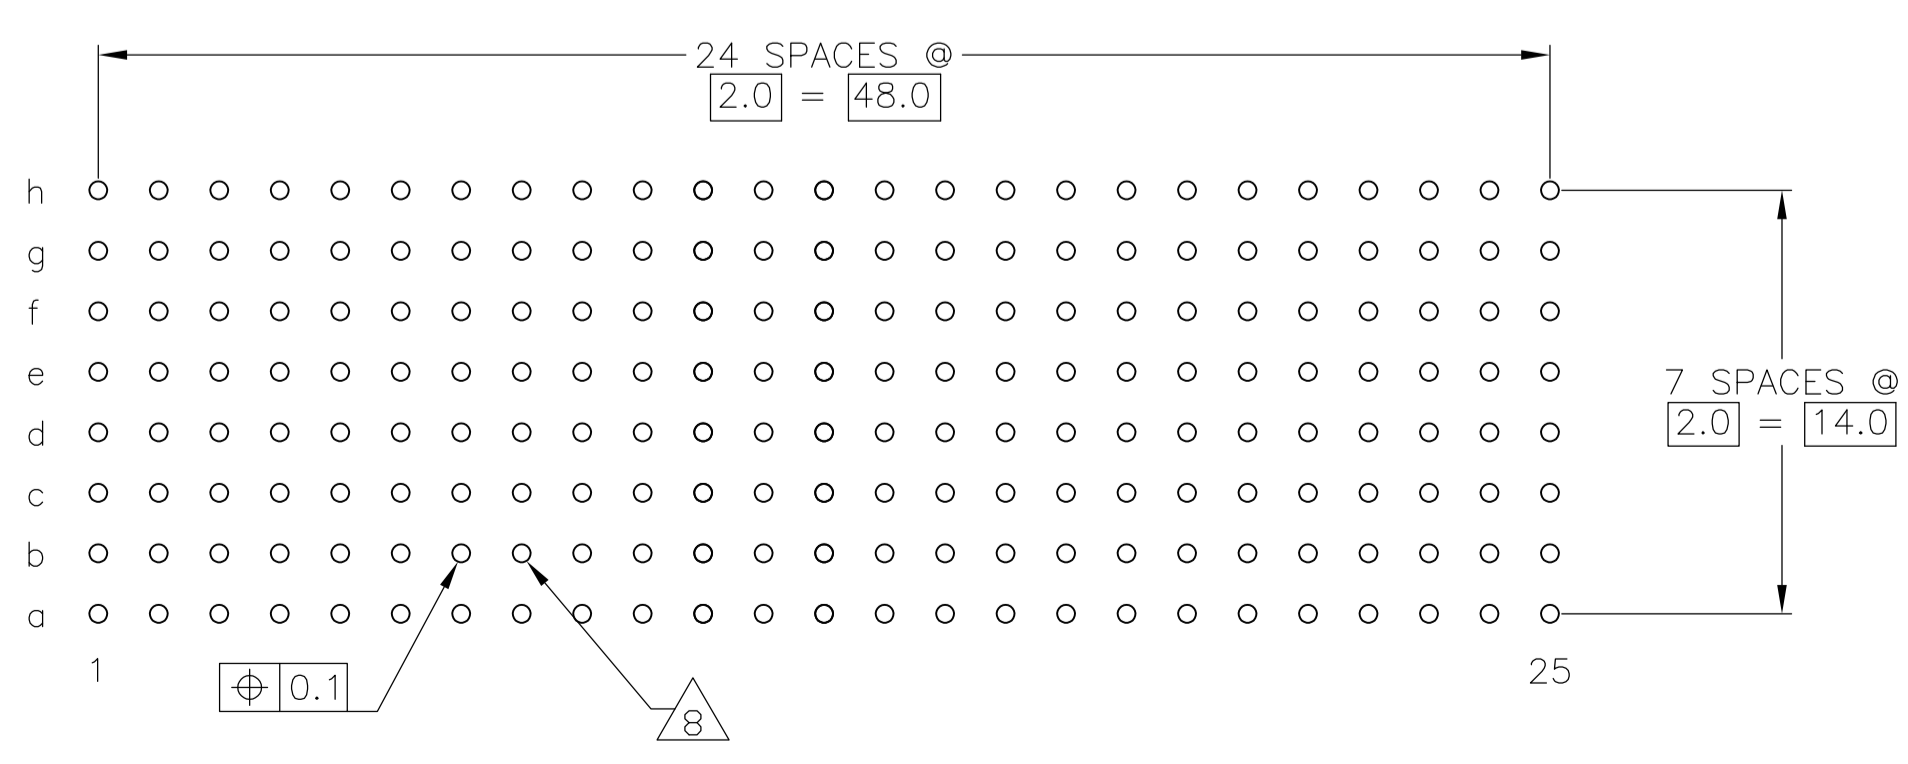 24 SPACES @
2.0 = 48.0
h
g
f
e
7 SPACES @
2.0 = 14.0
d
c
b
a
1
25
⌖ 0.1
8